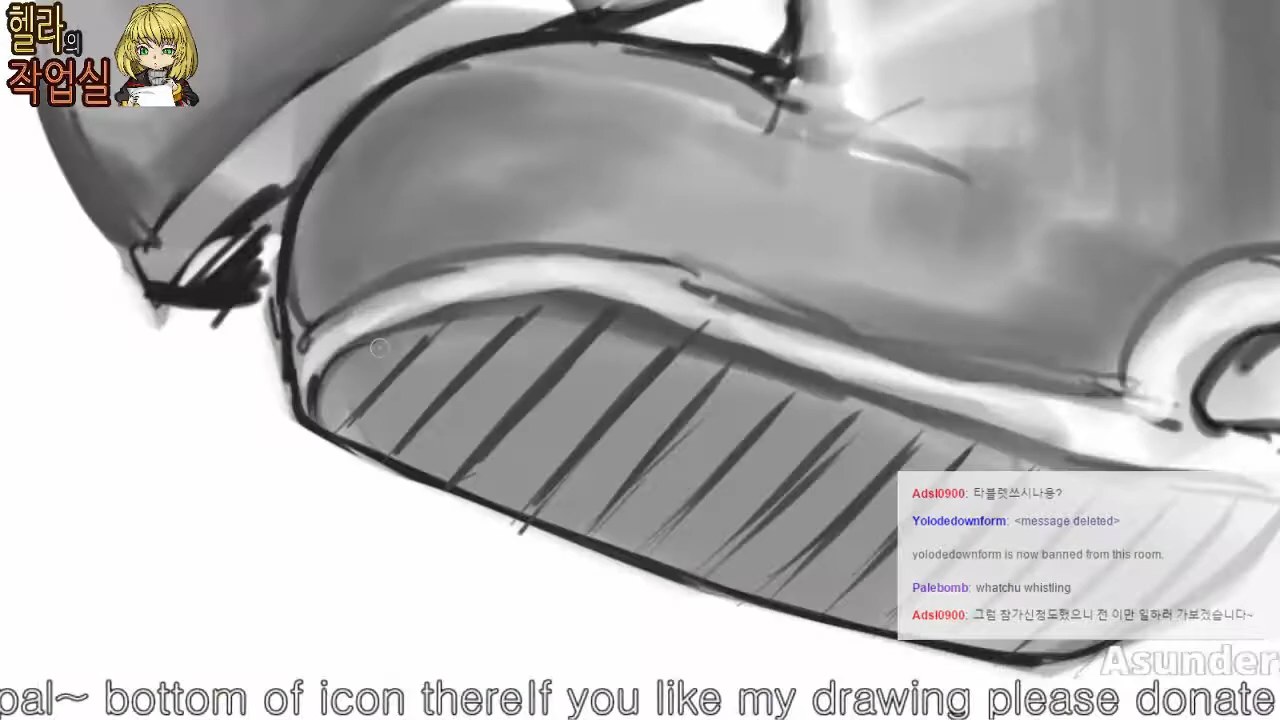 헬라의
작업실
Adsl0900: 타블렛쓰시나용?
Yolodedownform: <message deleted>
yolodedownform is now banned from this room.
Palebomb: whatchu whistling
Adsl0900: 그럼 참가신청도했으니 전 이만 일하러 가보겠습니다~
Asunder
pal~ bottom of icon thereIf you like my drawing please donate